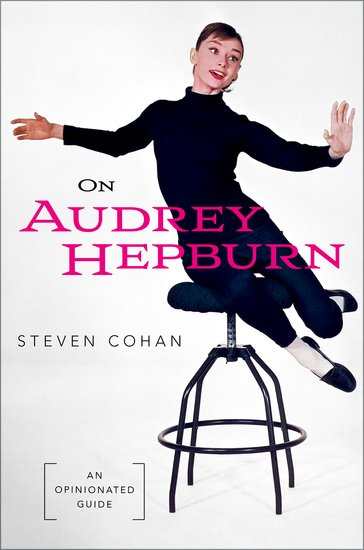 ON
AUDREY
HEPBURN
STEVEN COHAN
AN
OPINIONATED
GUIDE